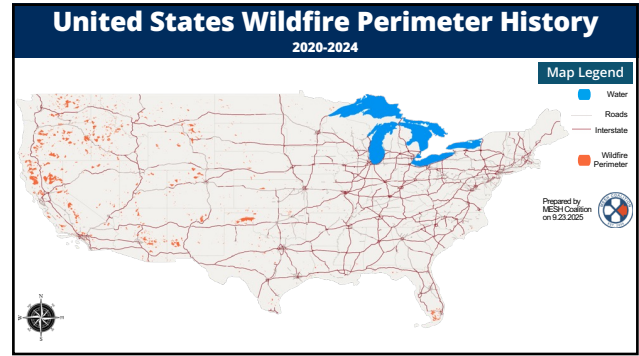 United States Wildfire Perimeter History
2020-2024
Map Legend
Water
Roads
Interstate
Wildfire
Perimeter
Prepared by
MESH Coalition
on 9.23.2025
N
W
E
S